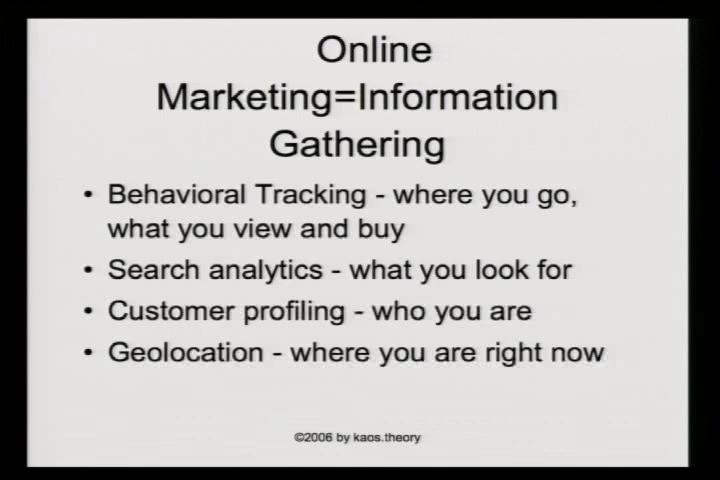 Online
Marketing=Information
Gathering
• Behavioral Tracking - where you go,
what you view and buy
• Search analytics - what you look for
• Customer profiling - who you are
• Geolocation - where you are right now
©2006 by kaos.theory